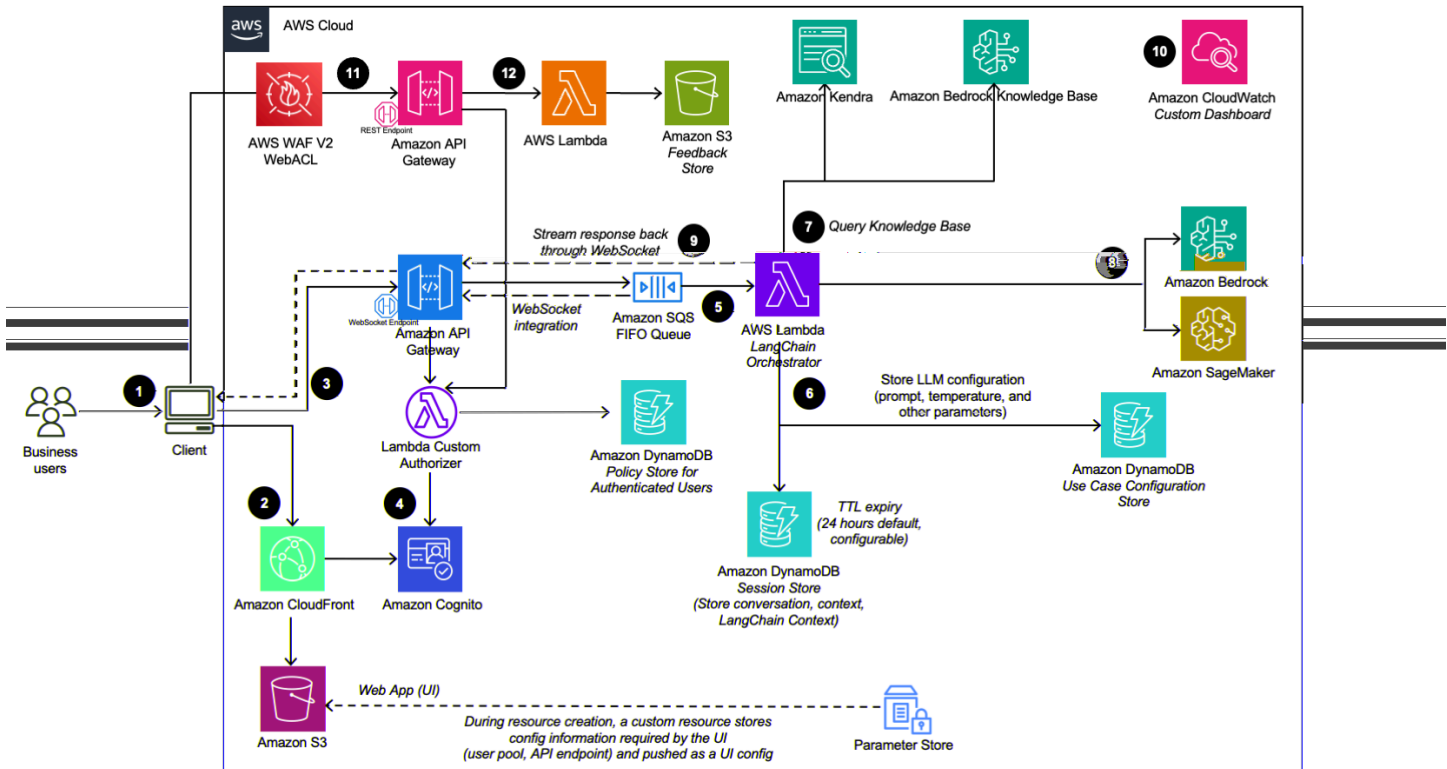 aws
AWS Cloud
11
12
10
AWS WAF V2
WebACL
REST Endpoint
Amazon API
Gateway
AWS Lambda
Amazon S3
Feedback
Store
Amazon Kendra
Amazon Bedrock Knowledge Base
Amazon CloudWatch
Custom Dashboard
Stream response back
through WebSocket
9
7
Query Knowledge Base
8
WebSocket Endpoint
Amazon API
Gateway
WebSocket
integration
Amazon SQS
FIFO Queue
5
AWS Lambda
LangChain
Orchestrator
Amazon Bedrock
Amazon SageMaker
1
3
Business
users
Client
Lambda Custom
Authorizer
Amazon DynamoDB
Policy Store for
Authenticated Users
6
Store LLM configuration
(prompt, temperature, and
other parameters)
Amazon DynamoDB
Use Case Configuration
Store
2
4
TTL expiry
(24 hours default,
configurable)
Amazon CloudFront
Amazon Cognito
Amazon DynamoDB
Session Store
(Store conversation, context,
LangChain Context)
Web App (UI)
During resource creation, a custom resource stores
config information required by the UI
(user pool, API endpoint) and pushed as a UI config
Amazon S3
Parameter Store